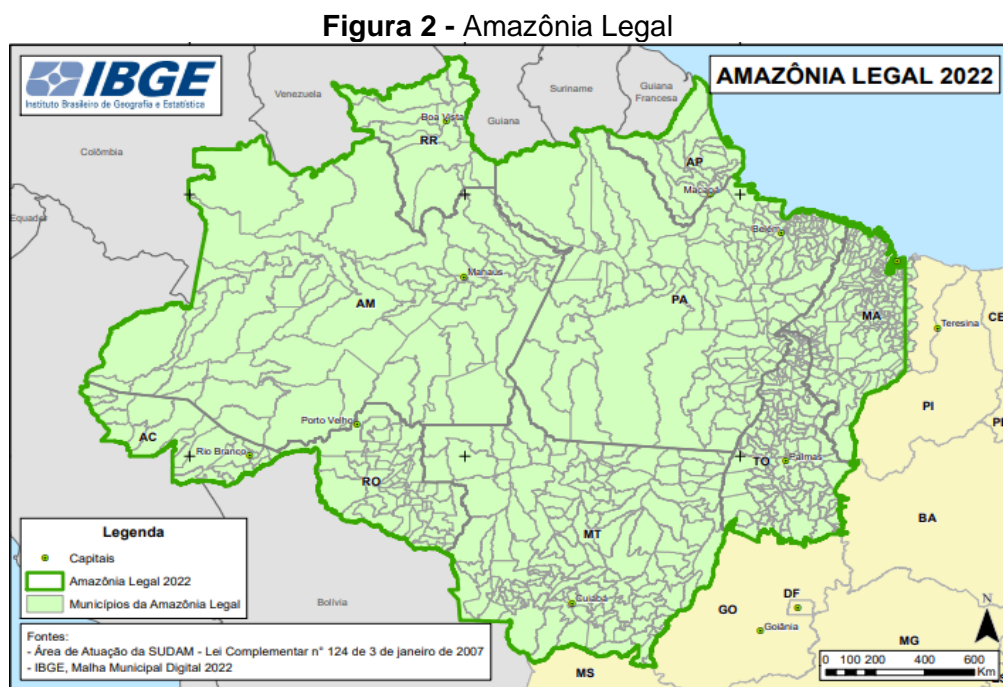 Figura 2 - Amazônia Legal
IBGE
Instituto Brasileiro de Geografia e Estatística
AMAZÔNIA LEGAL 2022
Venezuela
Suriname
Guiana
Francesa
Boa Vista
Guiana
RR
Colômbia
AP
Macapá
Equador
Belém
Manaus
AM
PA
MA
Teresina
CE
PI
Porto Velho
AC
Rio Branco
RO
TO
Palmas
BA
MT
Legenda
Capitais
Amazônia Legal 2022
Municípios da Amazônia Legal
Bolívia
Cuiabá
GO
DF
Goiânia
MG
MS
N
Fontes:
- Área de Atuação da SUDAM - Lei Complementar n° 124 de 3 de janeiro de 2007
- IBGE, Malha Municipal Digital 2022
0 100 200 400 600
Km